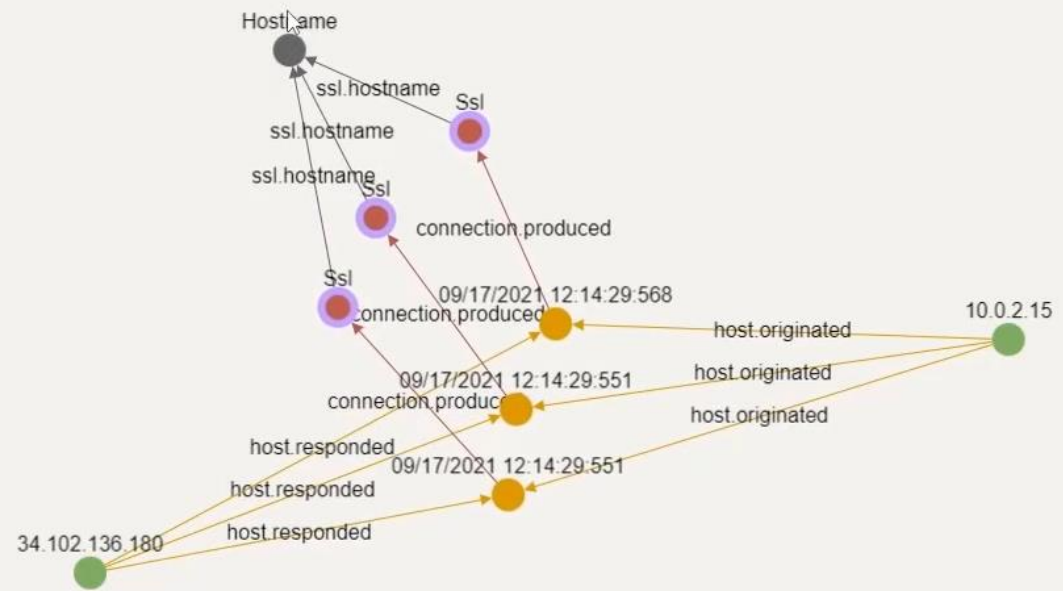 Hostname
ssl.hostname
Ssl
ssl.hostname
ssl.hostname
Ssl
connection.produced
Ssl
09/17/2021 12:14:29:568
connection.produced
10.0.2.15
host.originated
host.originated
09/17/2021 12:14:29:551
connection.produc
host.originated
host.responded
09/17/2021 12:14:29:551
host.responded
host.responded
34.102.136.180